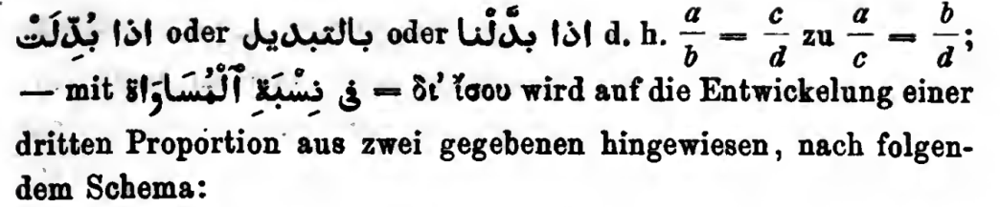 اذا بُدِّلَتْ oder بالتبديل oder اذا بدَّلْنا d. h. a/b = c/d zu a/c = b/d;
— mit فى نِسْبَةِ ٱلْمُسَاوَاة = δι’ ἴσου wird auf die Entwickelung einer
dritten Proportion aus zwei gegebenen hingewiesen, nach folgen-
dem Schema: